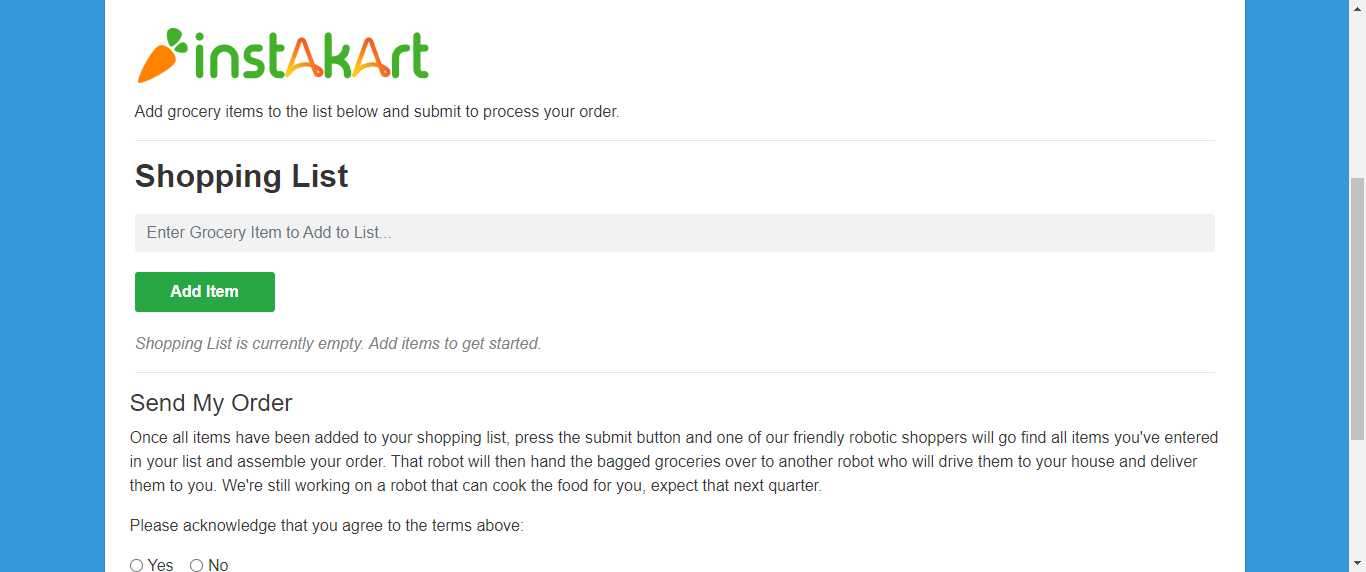 instAkArt
Add grocery items to the list below and submit to process your order.
Shopping List
Enter Grocery Item to Add to List...
Add Item
Shopping List is currently empty. Add items to get started.
Send My Order
Once all items have been added to your shopping list, press the submit button and one of our friendly robotic shoppers will go find all items you've entered
in your list and assemble your order. That robot will then hand the bagged groceries over to another robot who will drive them to your house and deliver
them to you. We're still working on a robot that can cook the food for you, expect that next quarter.
Please acknowledge that you agree to the terms above:
Yes No